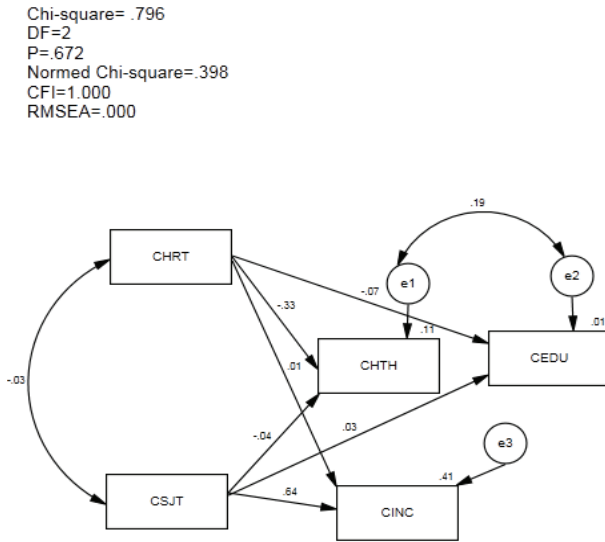 Chi-square= .796
DF=2
P=.672
Normed Chi-square=.398
CFI=1.000
RMSEA=.000
.19
CHRT
e1
e2
-.07
-.33
.11
.01
.01
CHTH
CEDU
-.03
-.04
.03
e3
.64
.41
CSJT
CINC